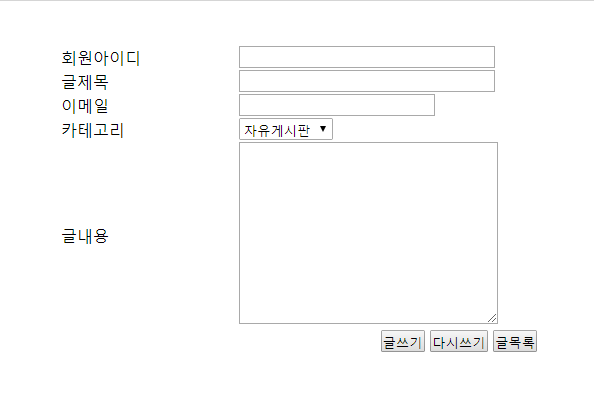 회원아이디
글제목
이메일
카테고리 자유게시판 ▼
글내용
글쓰기 다시쓰기 글목록